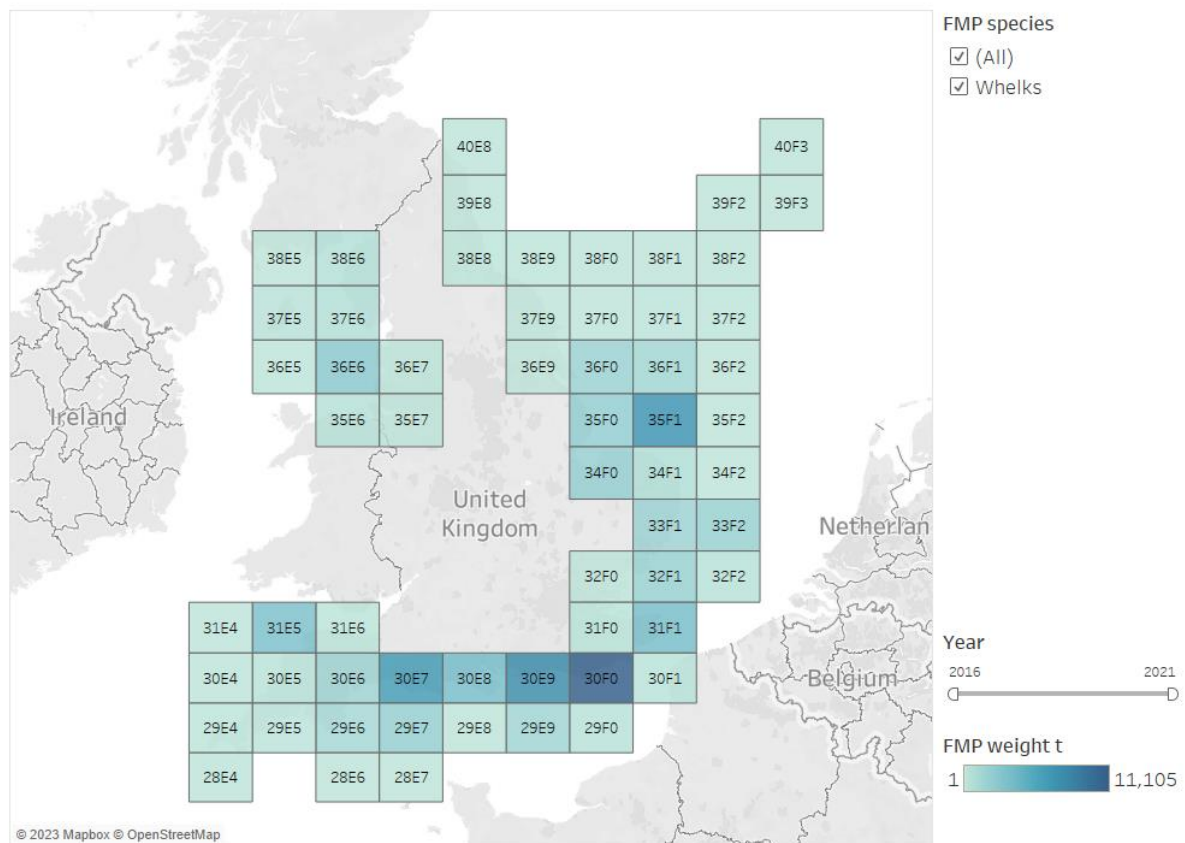 FMP species
(All)
Whelks
40E8 40F3
39E8 39F2 39F3
38E5 38E6 38E8 38E9 38F0 38F1 38F2
37E5 37E6 37E9 37F0 37F1 37F2
36E5 36E6 36E7 36E9 36F0 36F1 36F2
Ireland 35E6 35E7 35F0 35F1 35F2
34F0 34F1 34F2
United
Kingdom
33F1 33F2 Netherlan
32F0 32F1 32F2
31E4 31E5 31E6 31F0 31F1
30E4 30E5 30E6 30E7 30E8 30E9 30F0 30F1 Belgium
29E4 29E5 29E6 29E7 29E8 29E9 29F0
28E4 28E6 28E7
Year
2016 2021
FMP weight t
1 11,105
© 2023 Mapbox © OpenStreetMap